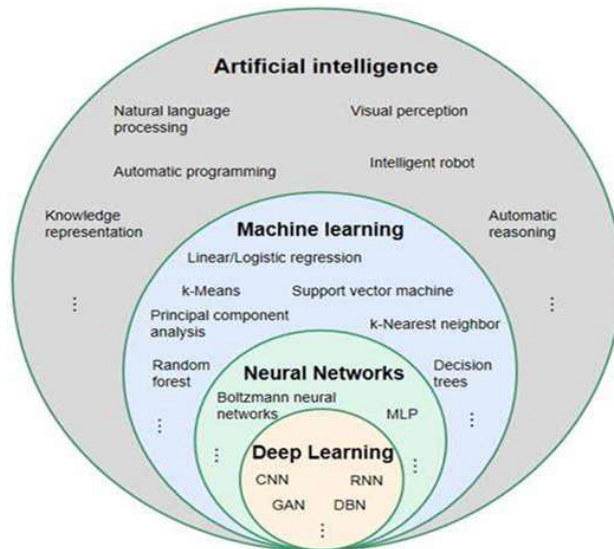 Artificial intelligence
Natural language
processing
Visual perception
Automatic programming
Intelligent robot
Knowledge
representation
Automatic
reasoning
Machine learning
Linear/Logistic regression
k-Means
Support vector machine
Principal component
analysis
k-Nearest neighbor
Random
forest
Decision
trees
Neural Networks
Boltzmann neural
networks
MLP
Deep Learning
CNN
RNN
GAN
DBN